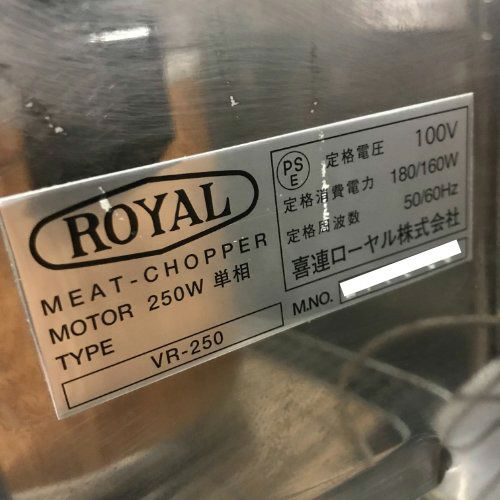 ROYAL
MEAT-CHOPPER
MOTOR 250W 単相
TYPE
VR-250
PS
E
定格電圧 100V
定格消費電力 180/160W
定格周波数 50/60Hz
喜連ローヤル株式会社
M.NO.